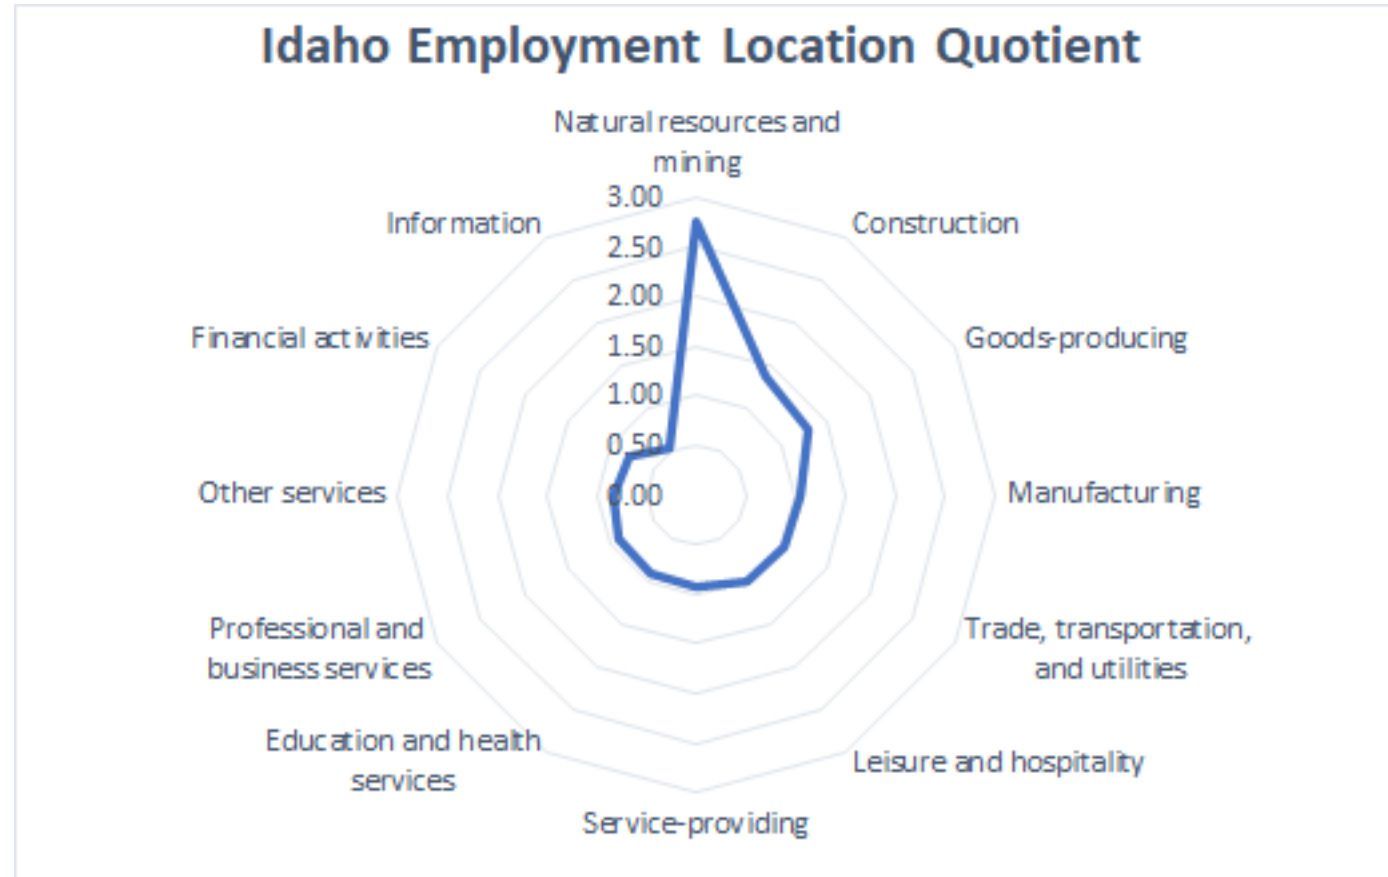 Idaho Employment Location Quotient
Natural resources and
mining
3.00
Information
Construction
2.50
2.00
Financial activities
Goods-producing
1.50
1.00
0.50
Other services
0.00
Manufacturing
Professional and
business services
Trade, transportation,
and utilities
Education and health
services
Leisure and hospitality
Service-providing